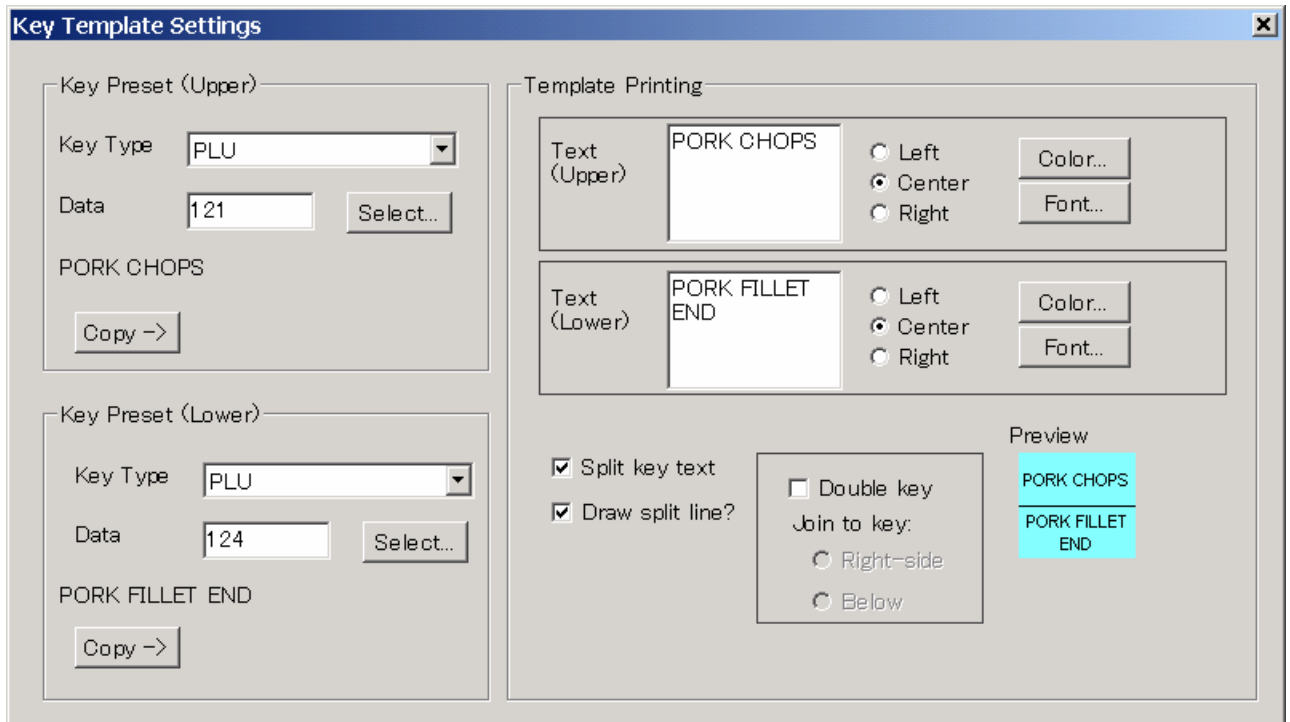 Key Template Settings
Key Preset (Upper)
Key Type
PLU
Data
121
Select...
PORK CHOPS
Copy ->
Key Preset (Lower)
Key Type
PLU
Data
124
Select...
PORK FILLET END
Copy ->
Template Printing
Text
(Upper)
PORK CHOPS
Left
Center
Right
Color...
Font...
Text
(Lower)
PORK FILLET
END
Left
Center
Right
Color...
Font...
Split key text
Draw split line?
Double key
Join to key:
Right-side
Below
Preview
PORK CHOPS
PORK FILLET
END